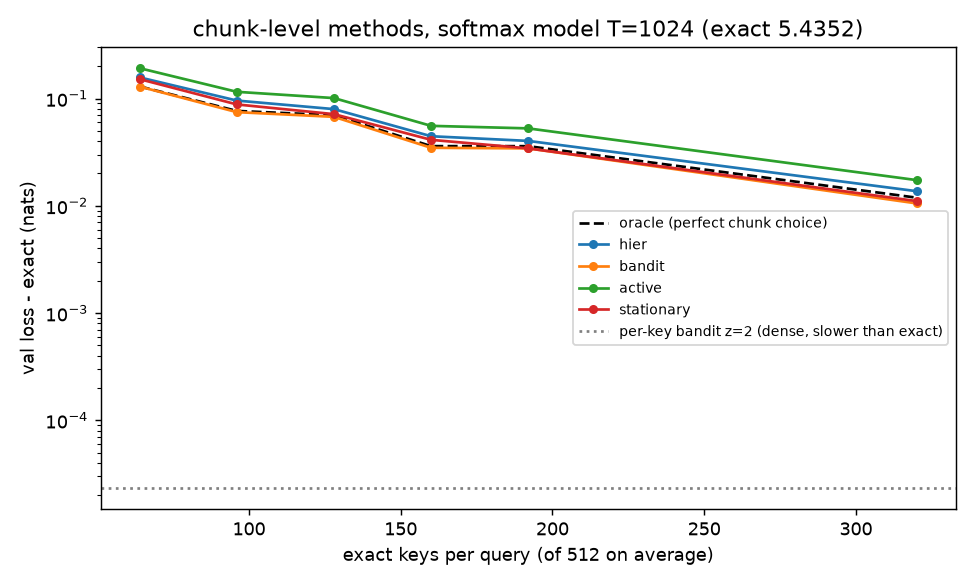 chunk-level methods, softmax model T=1024 (exact 5.4352)
val loss - exact (nats)
10⁻¹
10⁻²
10⁻³
10⁻⁴
oracle (perfect chunk choice)
hier
bandit
active
stationary
per-key bandit z=2 (dense, slower than exact)
100 150 200 250 300
exact keys per query (of 512 on average)